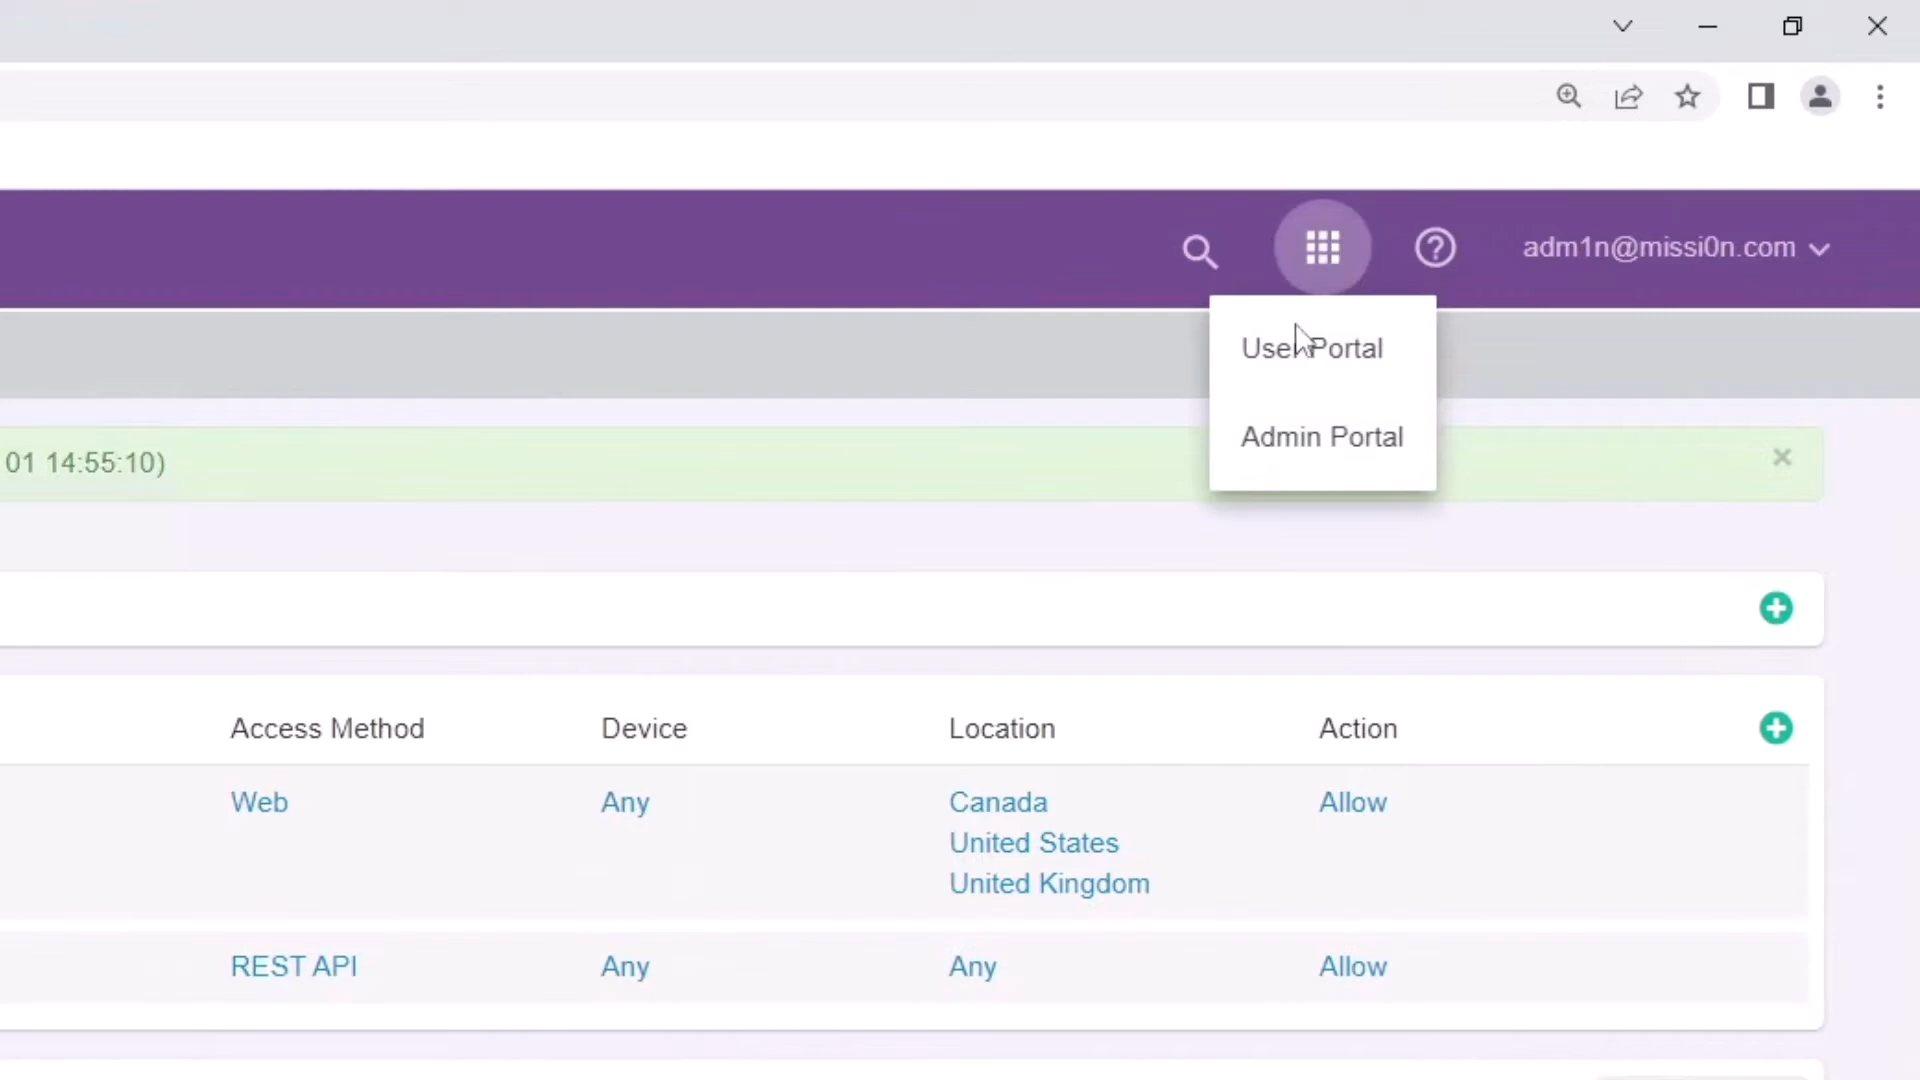 adm1n@missi0n.com
User Portal
Admin Portal
01 14:55:10)
Access Method Device Location Action
Web Any Canada Allow
United States
United Kingdom
REST API Any Any Allow